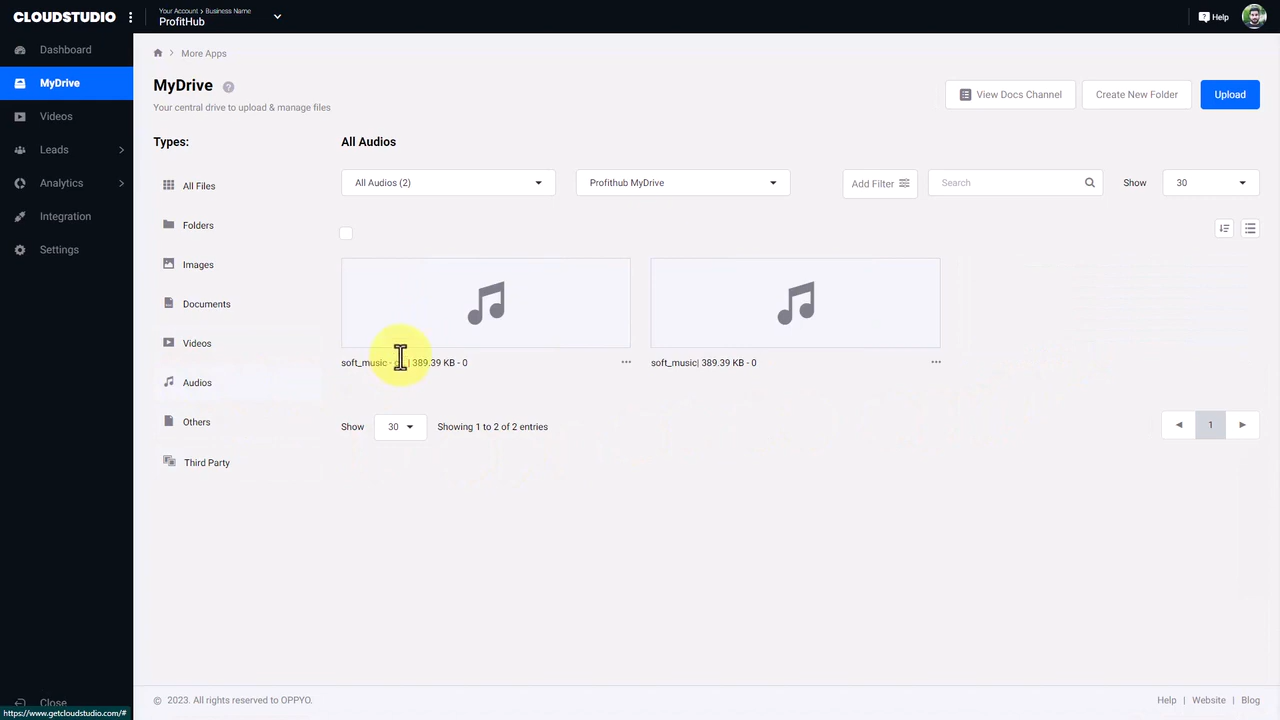 CLOUDSTUDIO
Your Account > Business Name
ProfitHub
Help
Dashboard
MyDrive
Videos
Leads
Analytics
Integration
Settings
Close
https://www.getcloudstudio.com/#
More Apps
MyDrive
Your central drive to upload & manage files
View Docs Channel
Create New Folder
Upload
Types:
All Files
Folders
Images
Documents
Videos
Audios
Others
Third Party
All Audios
All Audios (2)
Profithub MyDrive
Add Filter
Search
Show
30
soft_music - | 389.39 KB - 0
soft_music| 389.39 KB - 0
Show
30
Showing 1 to 2 of 2 entries
1
© 2023. All rights reserved to OPPYO.
Help | Website | Blog